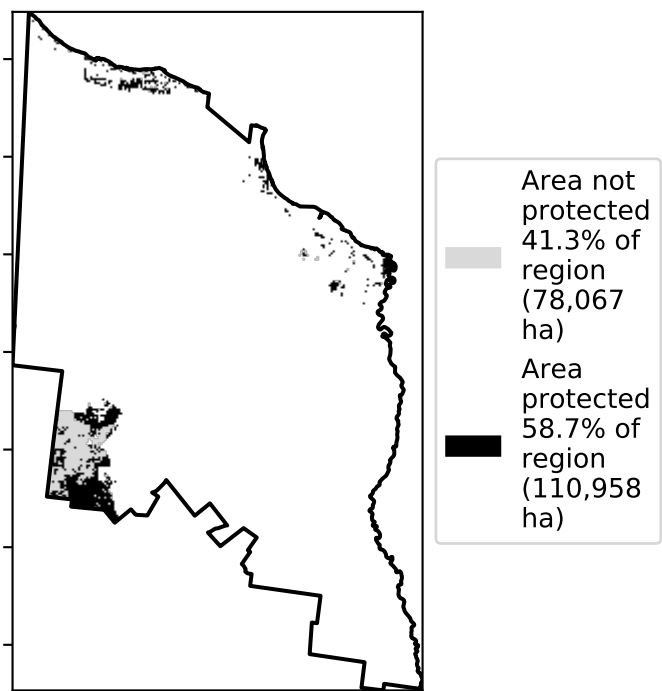 Area not
protected
41.3% of
region
(78,067
ha)
Area
protected
58.7% of
region
(110,958
ha)